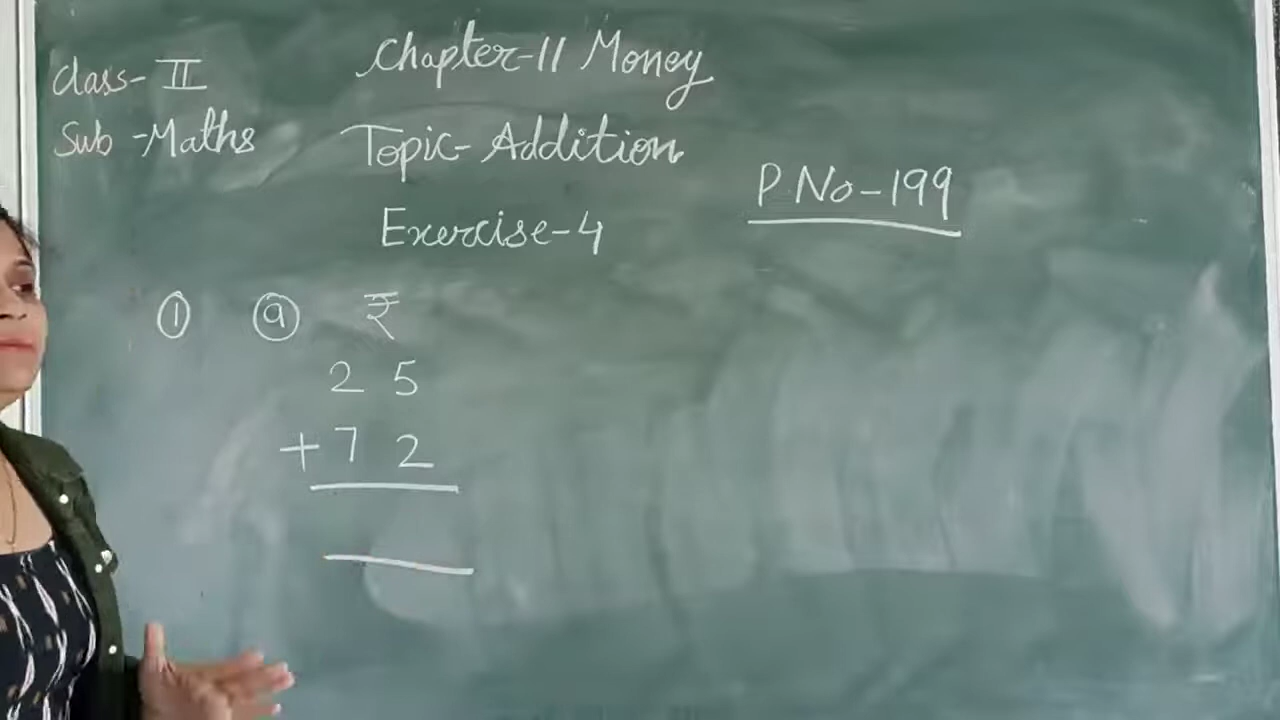 Class-II
Sub-Maths
Chapter-11 Money
Topic-Addition
Exercise-4
P.No-199
① ⓐ ₹
2 5
+7 2